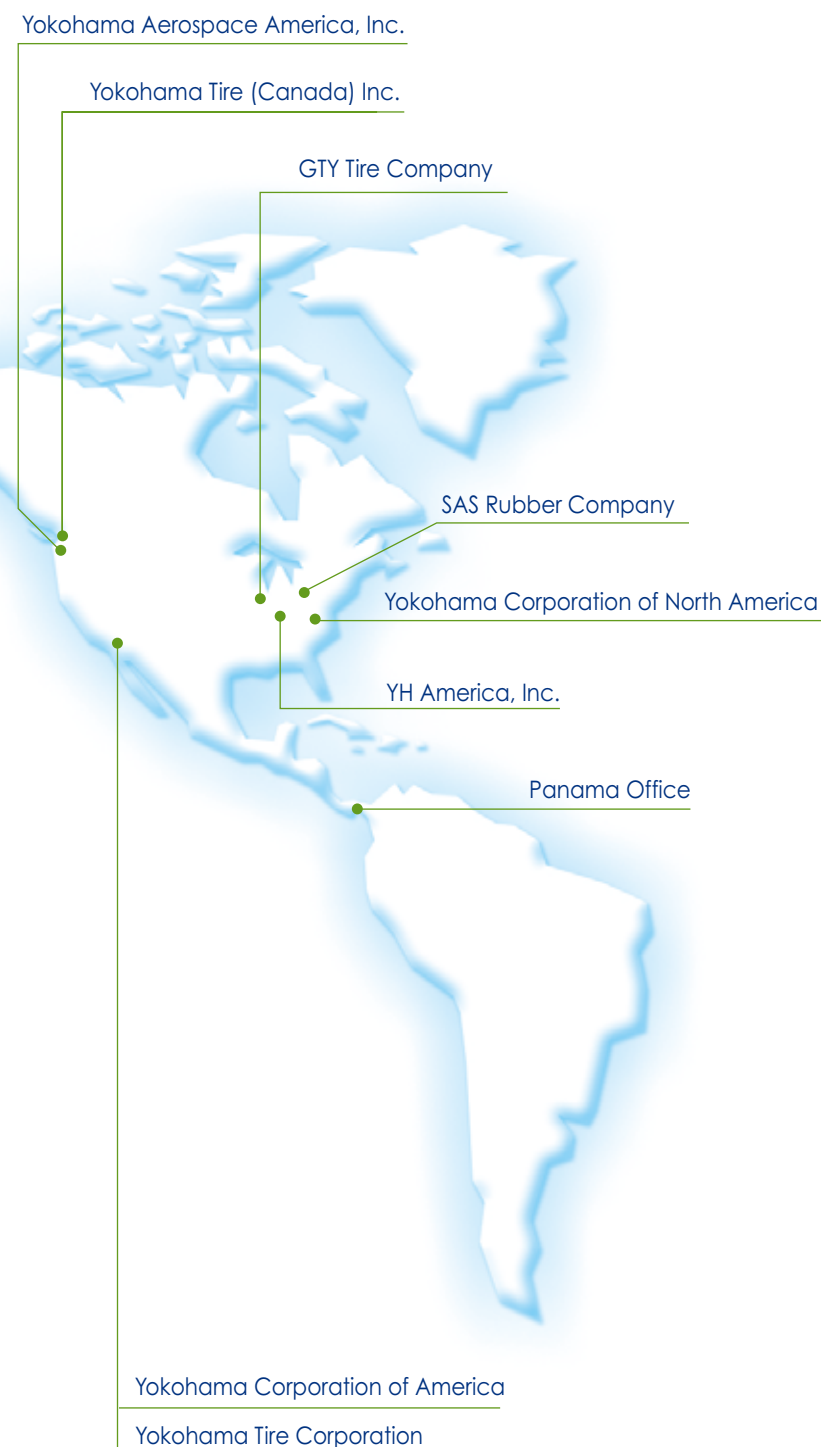 Yokohama Aerospace America, Inc.
Yokohama Tire (Canada) Inc.
GTY Tire Company
SAS Rubber Company
Yokohama Corporation of North America
YH America, Inc.
Panama Office
Yokohama Corporation of America
Yokohama Tire Corporation